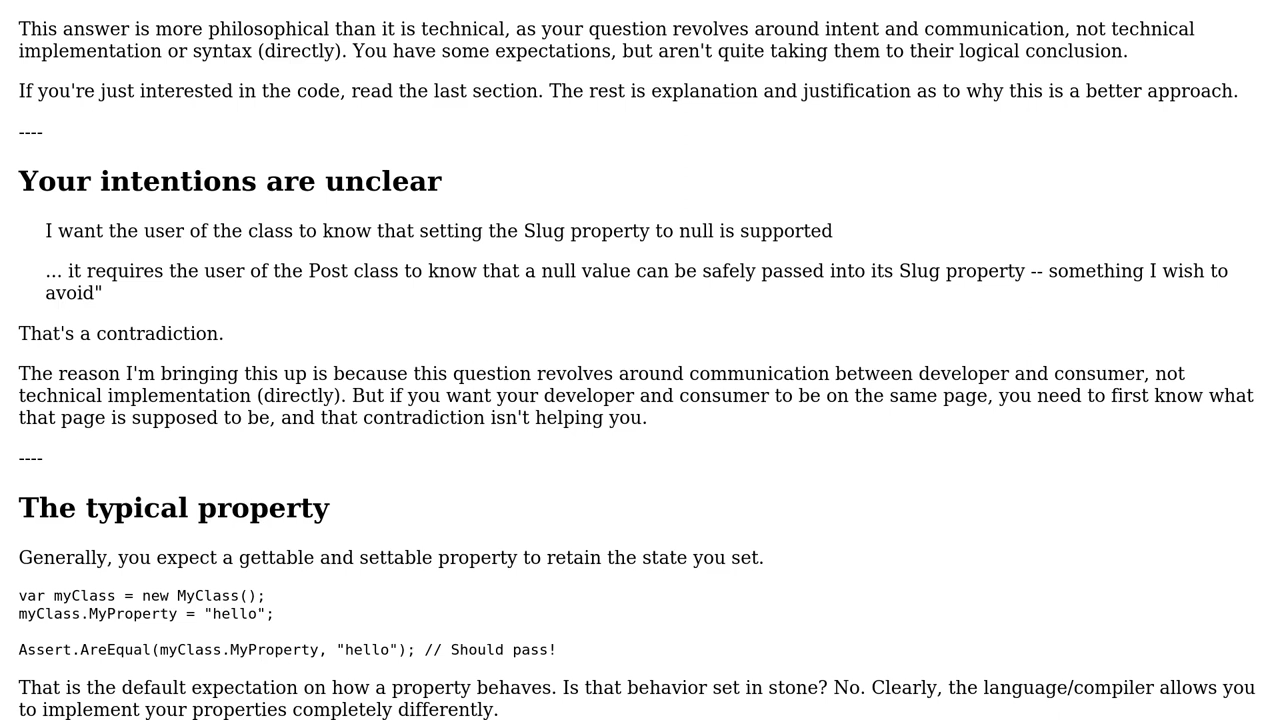 This answer is more philosophical than it is technical, as your question revolves around intent and communication, not technical
implementation or syntax (directly). You have some expectations, but aren't quite taking them to their logical conclusion.
If you're just interested in the code, read the last section. The rest is explanation and justification as to why this is a better approach.
----
Your intentions are unclear
I want the user of the class to know that setting the Slug property to null is supported
... it requires the user of the Post class to know that a null value can be safely passed into its Slug property -- something I wish to
avoid"
That's a contradiction.
The reason I'm bringing this up is because this question revolves around communication between developer and consumer, not
technical implementation (directly). But if you want your developer and consumer to be on the same page, you need to first know what
that page is supposed to be, and that contradiction isn't helping you.
----
The typical property
Generally, you expect a gettable and settable property to retain the state you set.
var myClass = new MyClass();
myClass.MyProperty = "hello";
Assert.AreEqual(myClass.MyProperty, "hello"); // Should pass!
That is the default expectation on how a property behaves. Is that behavior set in stone? No. Clearly, the language/compiler allows you
to implement your properties completely differently.